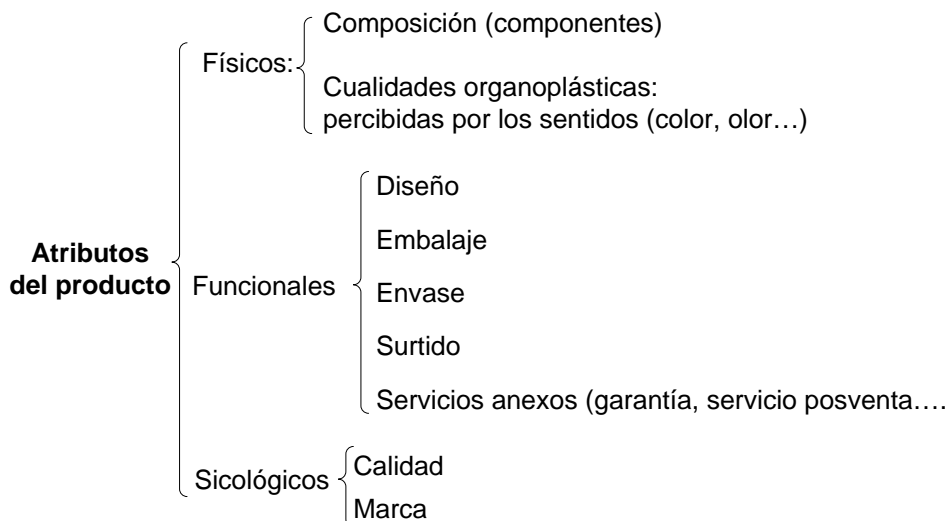 Atributos
del producto
Físicos:
Composición (componentes)
Cualidades organoplásticas:
percibidas por los sentidos (color, olor…)
Funcionales
Diseño
Embalaje
Envase
Surtido
Servicios anexos (garantía, servicio posventa….
Sicológicos
Calidad
Marca